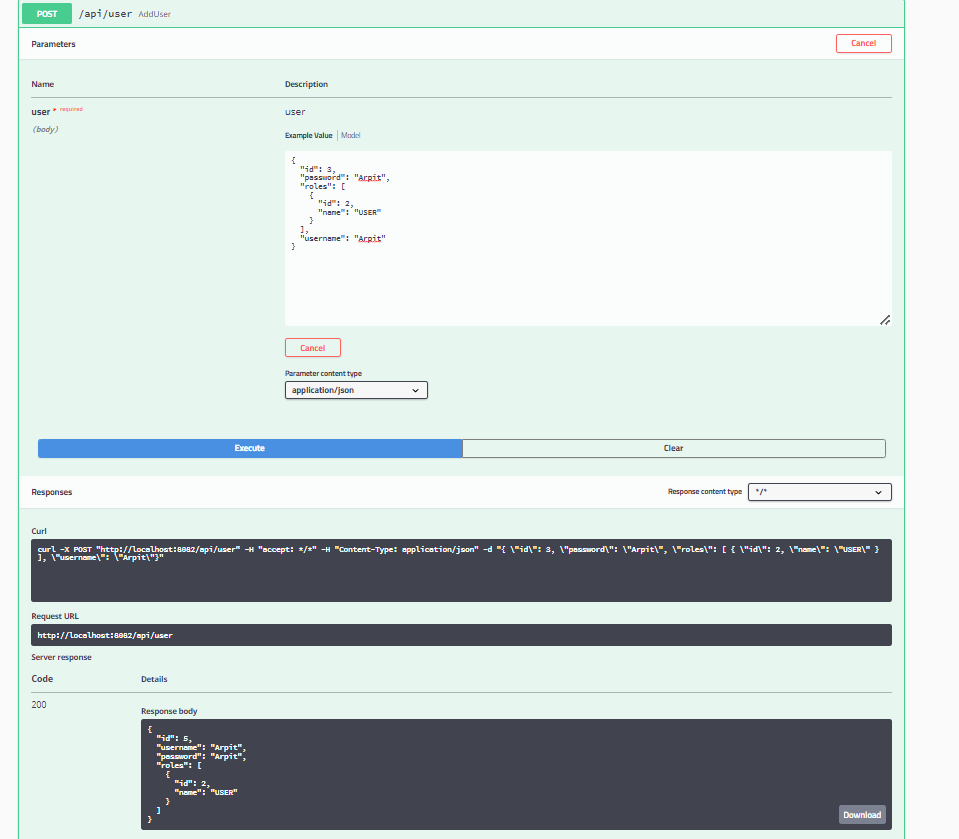 POST /api/user AddUser
Parameters
Cancel
Name Description
user * required user
(body)
Example Value Model
{
"id": 3,
"password": "Arpit",
"roles": [
{
"id": 2,
"name": "USER"
}
],
"username": "Arpit"
}
Cancel
Parameter content type
application/json
Execute Clear
Responses Response content type */*
Curl
curl -X POST "http://localhost:8082/api/user" -H "accept: */*" -H "Content-Type: application/json" -d "{ \"id\": 3, \"password\": \"Arpit\", \"roles\": [ { \"id\": 2, \"name\": \"USER\" }
], \"username\": \"Arpit\"}"
Request URL
http://localhost:8082/api/user
Server response
Code Details
200
Response body
{
"id": 5,
"username": "Arpit",
"password": "Arpit",
"roles": [
{
"id": 2,
"name": "USER"
}
]
}
Download